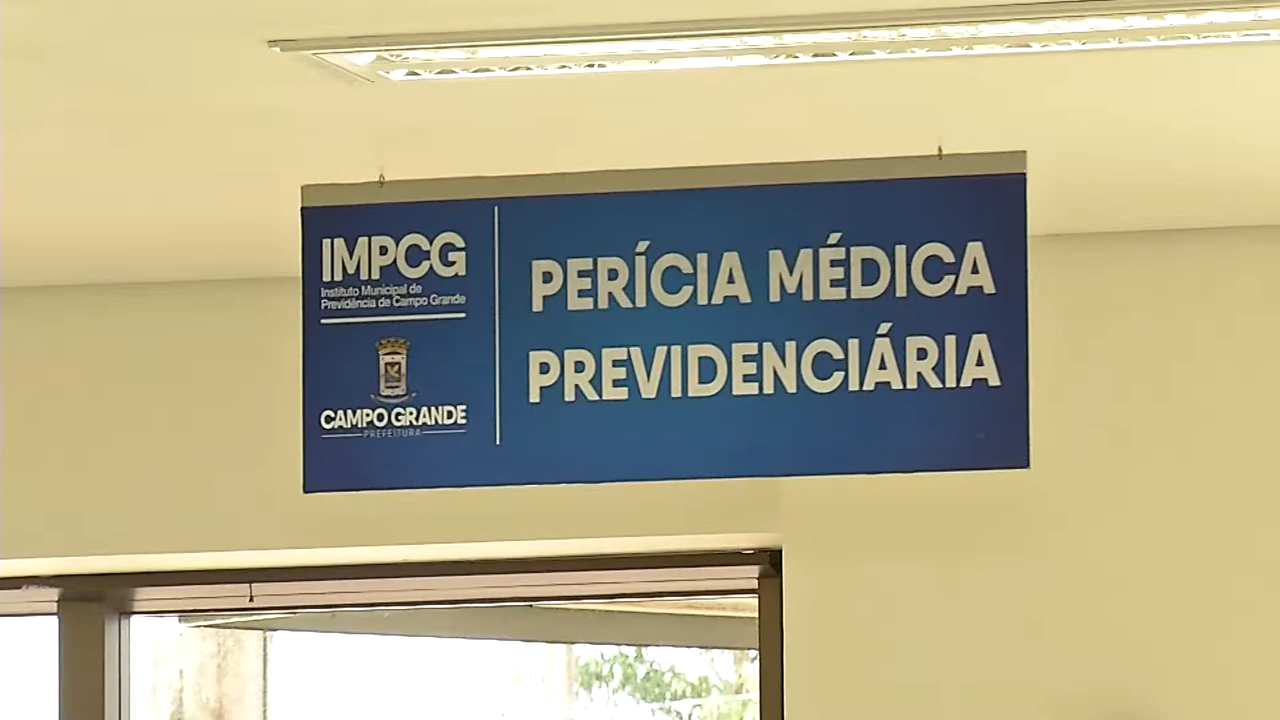 IMPCG
Instituto Municipal de
Previdência de Campo Grande
CAMPO GRANDE
PREFEITURA
PERÍCIA MÉDICA
PREVIDENCIÁRIA